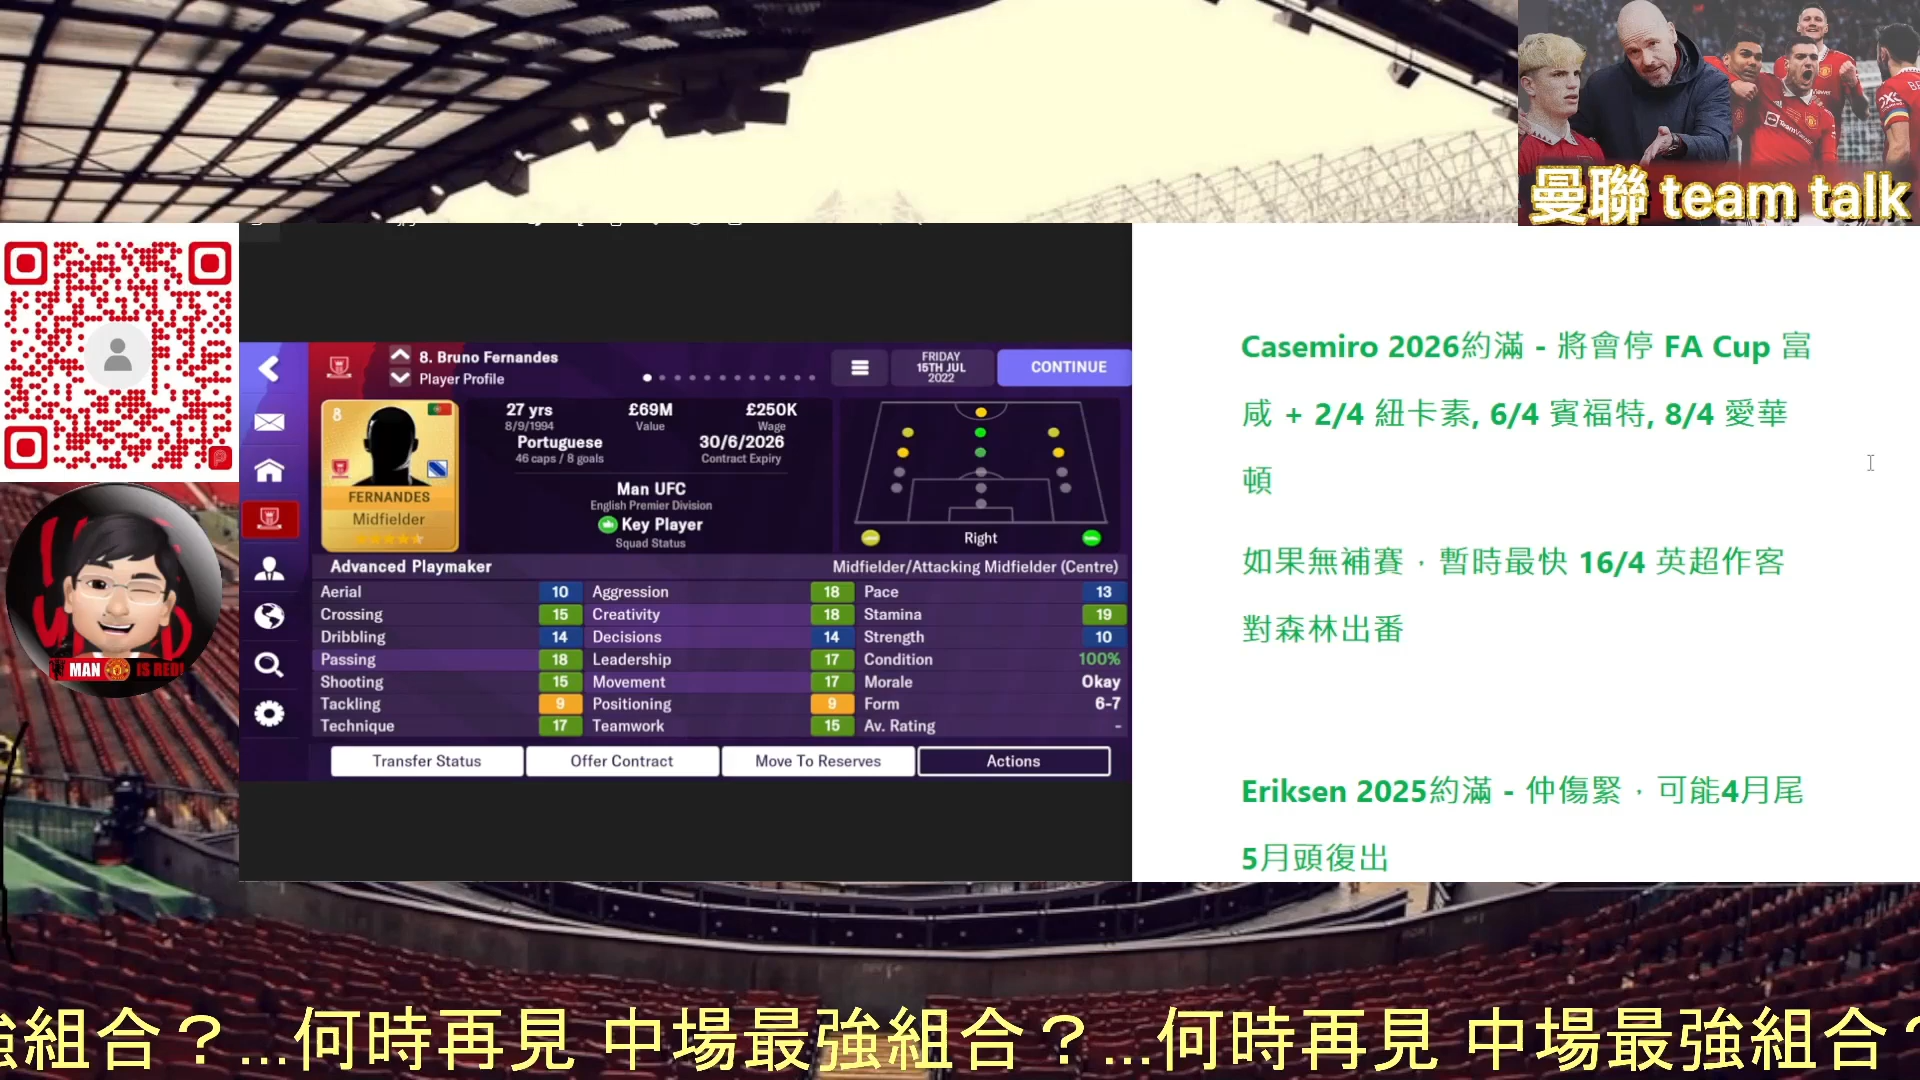 曼聯 team talk
8. Bruno Fernandes
Player Profile
FRIDAY
15TH JUL
2022
CONTINUE
8
FERNANDES
Midfielder
27 yrs
8/9/1994
£69M
Value
£250K
Wage
Portuguese
46 caps / 8 goals
30/6/2026
Contract Expiry
Man UFC
English Premier Division
Key Player
Squad Status
Right
Advanced Playmaker
Midfielder/Attacking Midfielder (Centre)
Aerial 10 Aggression 18 Pace 13
Crossing 15 Creativity 18 Stamina 19
Dribbling 14 Decisions 14 Strength 10
Passing 18 Leadership 17 Condition 100%
Shooting 15 Movement 17 Morale Okay
Tackling 9 Positioning 9 Form 6-7
Technique 17 Teamwork 15 Av. Rating -
Transfer Status
Offer Contract
Move To Reserves
Actions
Casemiro 2026約滿 - 將會停 FA Cup 富
咸 + 2/4 紐卡素, 6/4 賓福特, 8/4 愛華
頓
如果無補賽，暫時最快 16/4 英超作客
對森林出番
Eriksen 2025約滿 - 仲傷緊，可能4月尾
5月頭復出
MAN IS RED!
強組合？...何時再見 中場最強組合？...何時再見 中場最強組合？